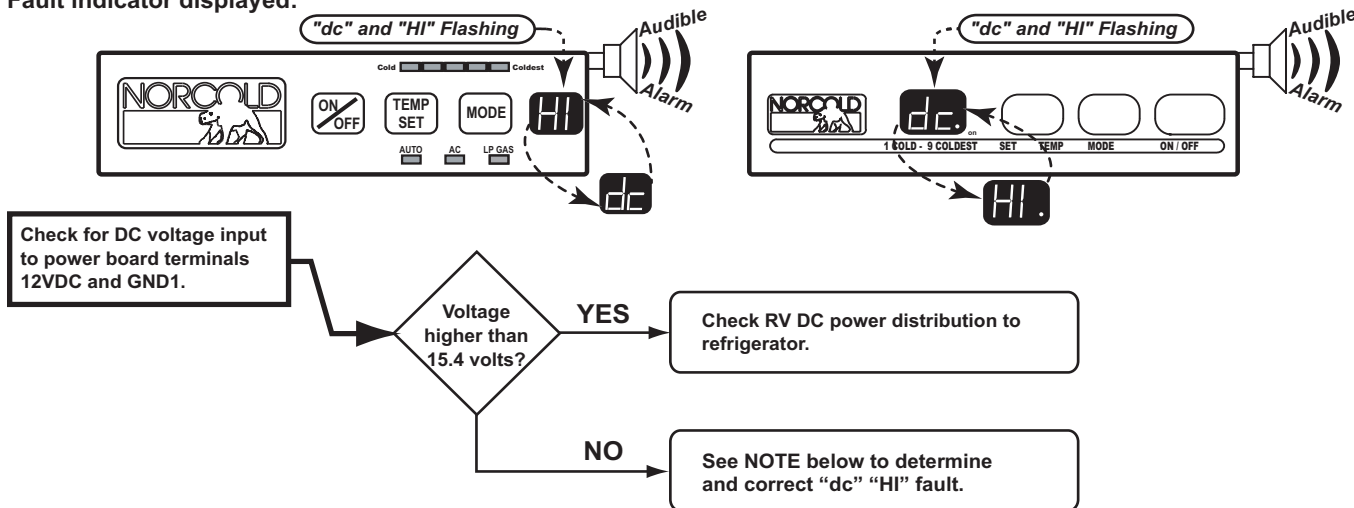 Fault indicator displayed:
"dc" and "HI" Flashing
Audible
Alarm
Cold
Coldest
NORCOLD
ON/OFF
TEMP
SET
MODE
HI
AUTO
AC
LP GAS
dc
"dc" and "HI" Flashing
Audible
Alarm
NORCOLD
dc.
on
1 COLD - 9 COLDEST
SET
TEMP
MODE
ON / OFF
HI.
Check for DC voltage input
to power board terminals
12VDC and GND1.
Voltage
higher than
15.4 volts?
YES
Check RV DC power distribution to
refrigerator.
NO
See NOTE below to determine
and correct “dc” “HI” fault.